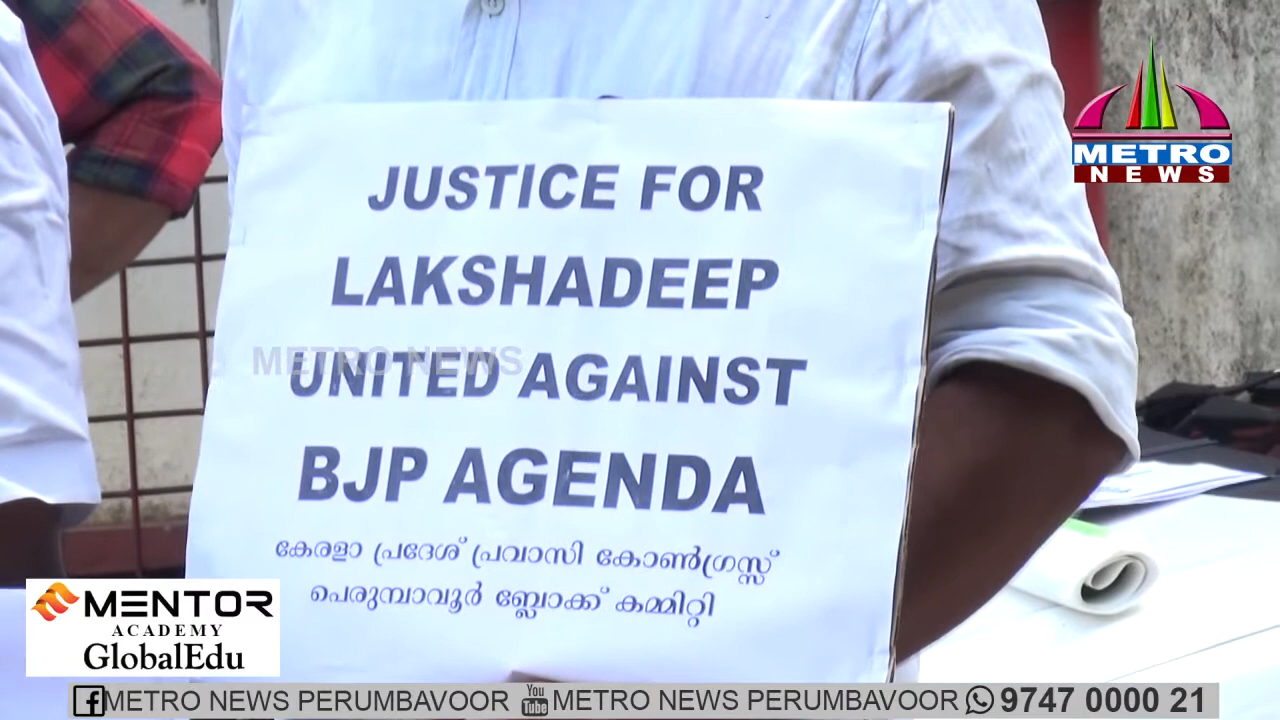 METRO
NEWS
JUSTICE FOR
LAKSHADEEP
METRO NEWS
UNITED AGAINST
BJP AGENDA
കേരളാ പ്രദേശ് പ്രവാസി കോൺഗ്രസ്സ്
പെരുമ്പാവൂർ ബ്ലോക്ക് കമ്മിറ്റി
MENTOR
ACADEMY
GlobalEdu
f METRO NEWS PERUMBAVOOR You Tube METRO NEWS PERUMBAVOOR 9747 0000 21